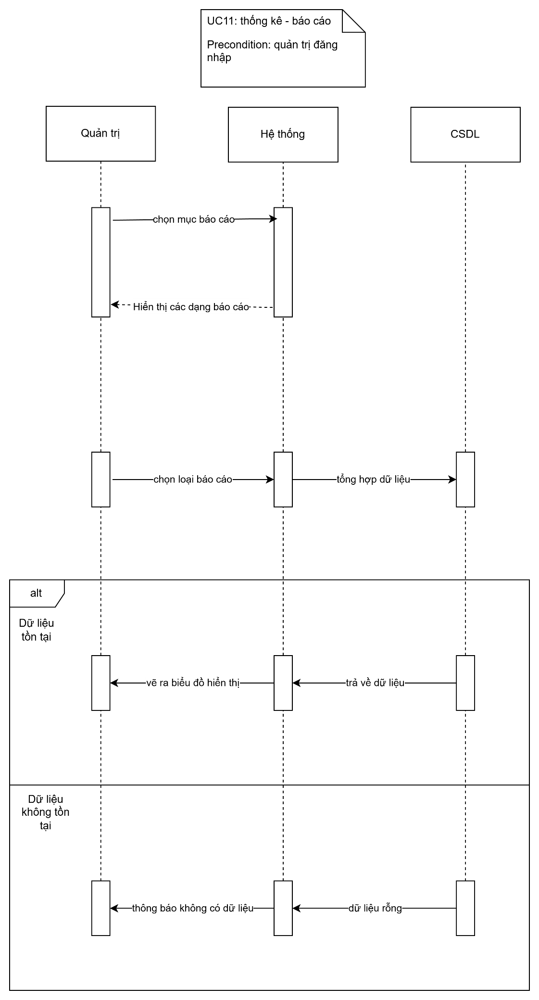 UC11: thống kê - báo cáo
Precondition: quản trị đăng
nhập
Quản trị
Hệ thống
CSDL
chọn mục báo cáo
Hiển thị các dạng báo cáo
chọn loại báo cáo
tổng hợp dữ liệu
alt
Dữ liệu
tồn tại
vẽ ra biểu đồ hiển thị
trả về dữ liệu
Dữ liệu
không tồn
tại
thông báo không có dữ liệu
dữ liệu rỗng